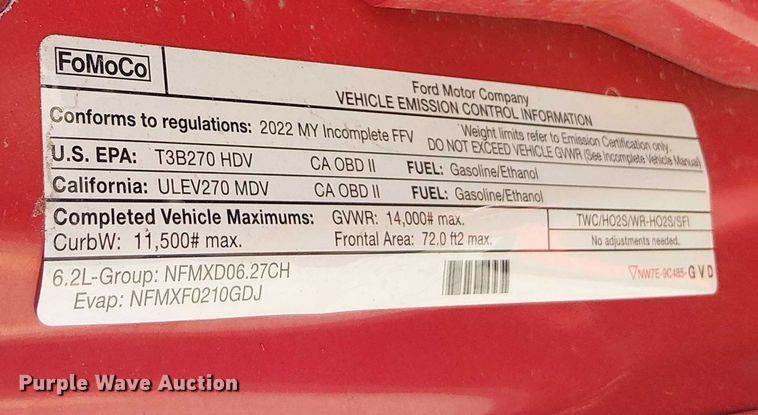 FoMoCo
Ford Motor Company
VEHICLE EMISSION CONTROL INFORMATION
Conforms to regulations: 2022 MY Incomplete FFV
*Weight limits refer to Emission Certification only.
DO NOT EXCEED VEHICLE GVWR (See Incomplete Vehicle Manual)
U.S. EPA: T3B270 HDV CA OBD II FUEL: Gasoline/Ethanol
California: ULEV270 MDV CA OBD II FUEL: Gasoline/Ethanol
Completed Vehicle Maximums: GVWR: 14,000# max. TWC/HO2S/WR-HO2S/SFI
CurbW: 11,500# max. Frontal Area: 72.0 ft2 max. No adjustments needed.
6.2L-Group: NFMXD06.27CH
Evap: NFMXF0210GDJ
NW7E-9C485-GVD
Purple Wave Auction